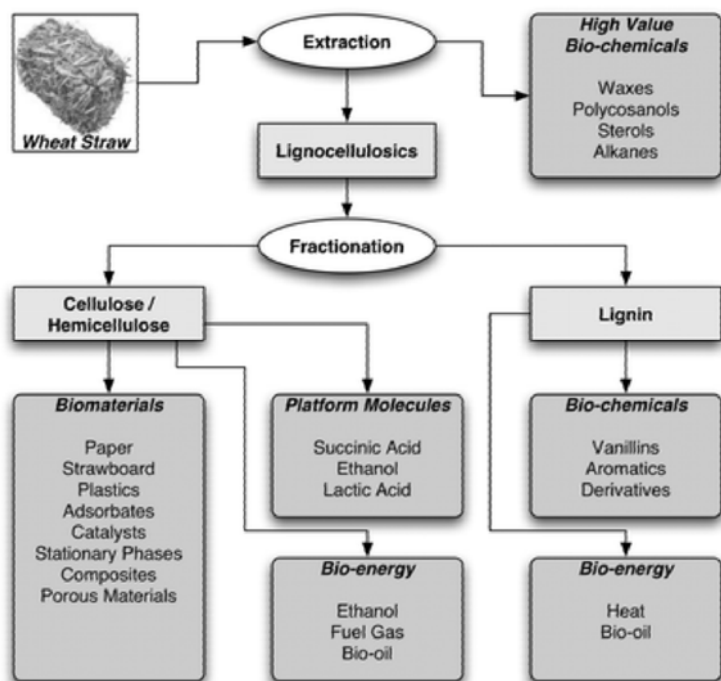 Wheat Straw
Extraction
High Value
Bio-chemicals
Waxes
Polycosanols
Sterols
Alkanes
Lignocellulosics
Fractionation
Cellulose /
Hemicellulose
Lignin
Biomaterials
Paper
Strawboard
Plastics
Adsorbates
Catalysts
Stationary Phases
Composites
Porous Materials
Platform Molecules
Succinic Acid
Ethanol
Lactic Acid
Bio-chemicals
Vanillins
Aromatics
Derivatives
Bio-energy
Ethanol
Fuel Gas
Bio-oil
Bio-energy
Heat
Bio-oil